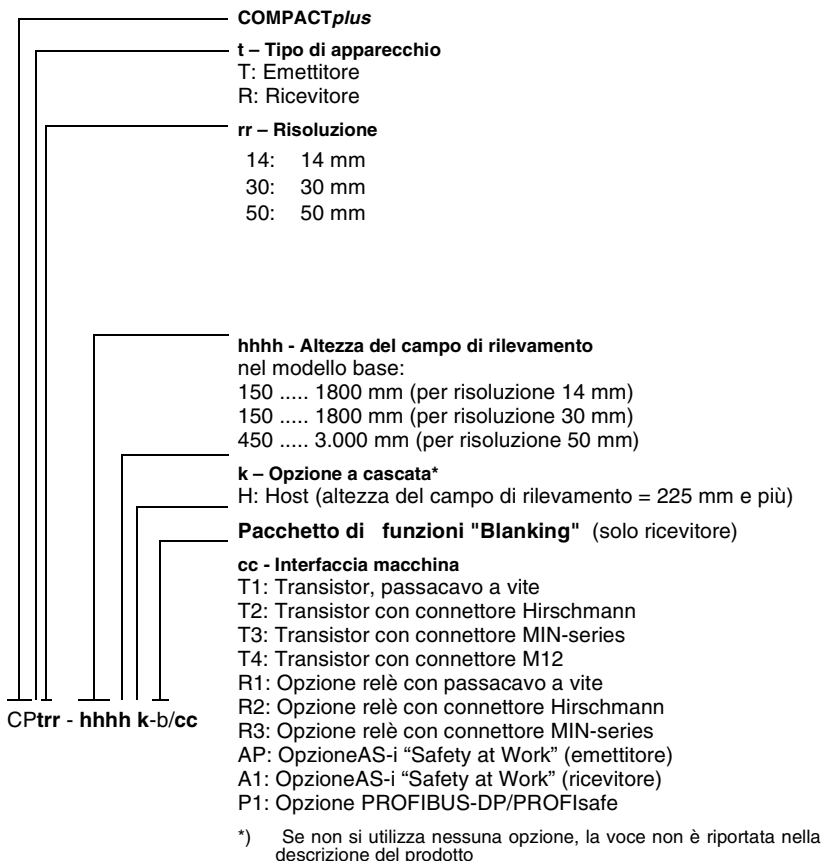 COMPACTplus
t – Tipo di apparecchio
T: Emettitore
R: Ricevitore
rr – Risoluzione
14: 14 mm
30: 30 mm
50: 50 mm
hhhh - Altezza del campo di rilevamento
nel modello base:
150 ..... 1800 mm (per risoluzione 14 mm)
150 ..... 1800 mm (per risoluzione 30 mm)
450 ..... 3.000 mm (per risoluzione 50 mm)
k – Opzione a cascata*
H: Host (altezza del campo di rilevamento = 225 mm e più)
Pacchetto di funzioni "Blanking" (solo ricevitore)
cc - Interfaccia macchina
T1: Transistor, passacavo a vite
T2: Transistor con connettore Hirschmann
T3: Transistor con connettore MIN-series
T4: Transistor con connettore M12
R1: Opzione relè con passacavo a vite
R2: Opzione relè con connettore Hirschmann
R3: Opzione relè con connettore MIN-series
AP: OpzioneAS-i “Safety at Work” (emettitore)
A1: OpzioneAS-i “Safety at Work” (ricevitore)
P1: Opzione PROFIBUS-DP/PROFIsafe
CPtrr - hhhh k-b/cc
*) Se non si utilizza nessuna opzione, la voce non è riportata nella
descrizione del prodotto